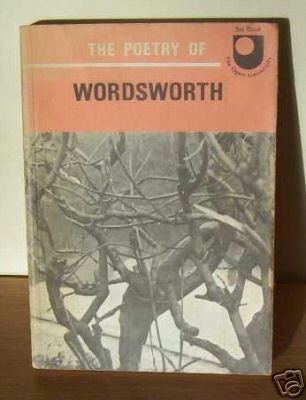 THE POETRY OF
WORDSWORTH
Set Book
The Open University